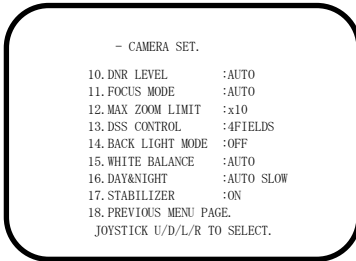 - CAMERA SET.
10. DNR LEVEL :AUTO
11. FOCUS MODE :AUTO
12. MAX ZOOM LIMIT :x10
13. DSS CONTROL :4FIELDS
14. BACK LIGHT MODE :OFF
15. WHITE BALANCE :AUTO
16. DAY&NIGHT :AUTO SLOW
17. STABILIZER :ON
18. PREVIOUS MENU PAGE.
JOYSTICK U/D/L/R TO SELECT.